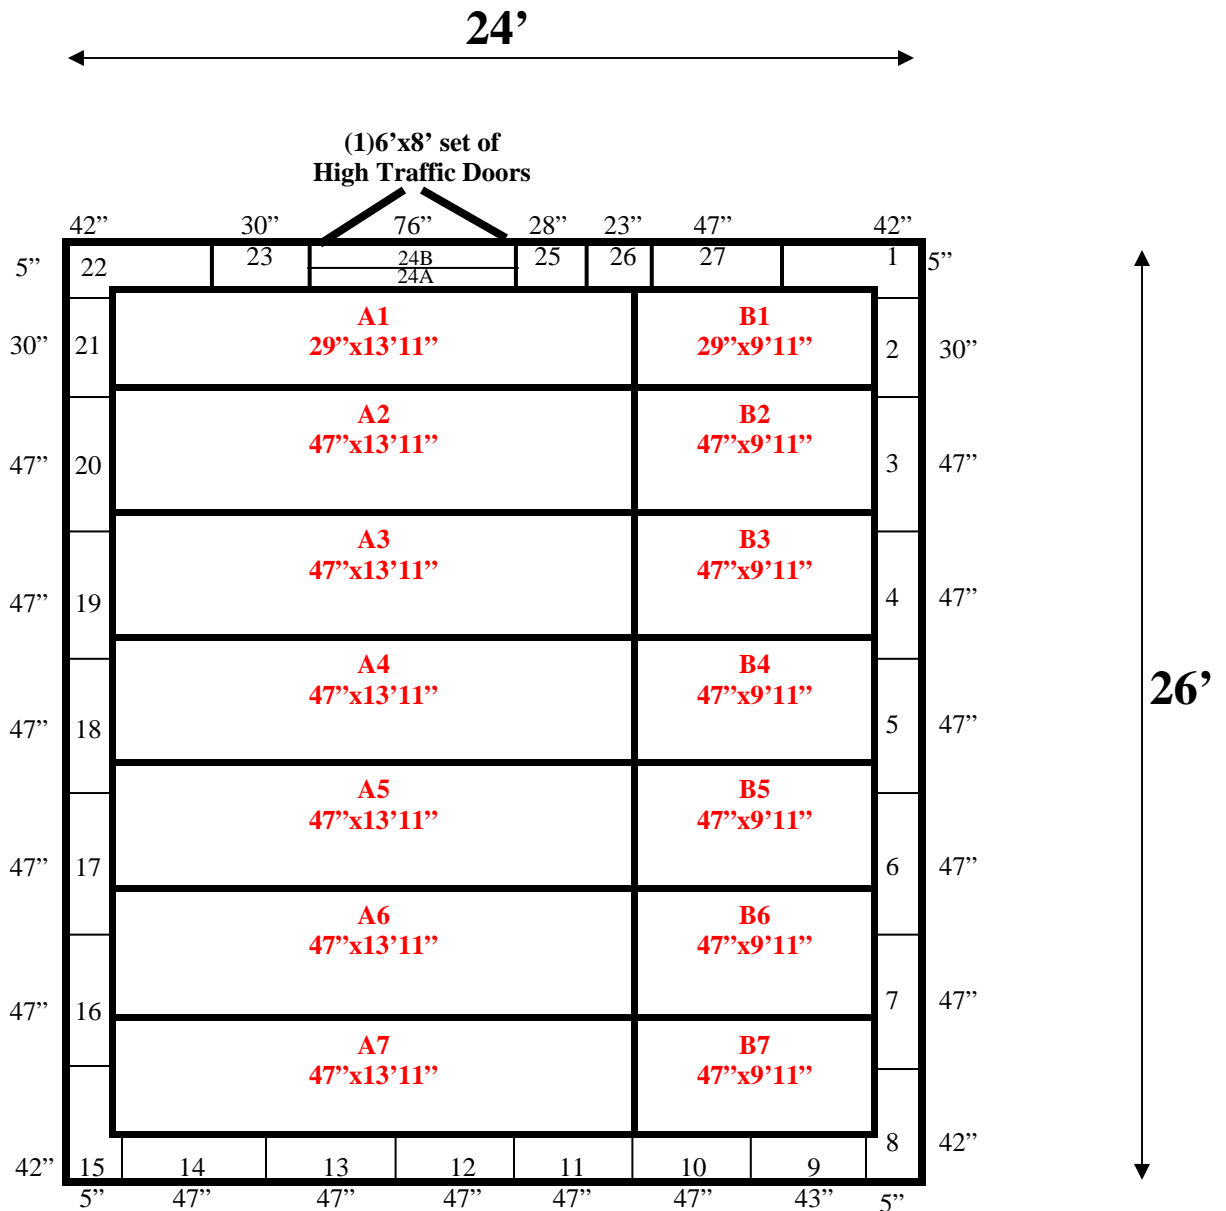 24’
(1)6’x8’ set of
High Traffic Doors
42” 30” 76” 28” 23” 47” 42”
5” 22 23 24B 25 26 27 1 5”
24A
A1 B1
30” 21 29”x13’11” 29”x9’11” 2 30”
A2 B2
47”x13’11” 47”x9’11”
47” 20 3 47”
A3 B3
47”x13’11” 47”x9’11”
47” 19 4 47”
A4 B4
47”x13’11” 47”x9’11”
26’
47” 18 5 47”
A5 B5
47”x13’11” 47”x9’11”
47” 17 6 47”
A6 B6
47”x13’11” 47”x9’11”
47” 16 7 47”
A7 B7
47”x13’11” 47”x9’11”
8 42”
42” 15 14 13 12 11 10 9
5” 47” 47” 47” 47” 47” 43” 5”